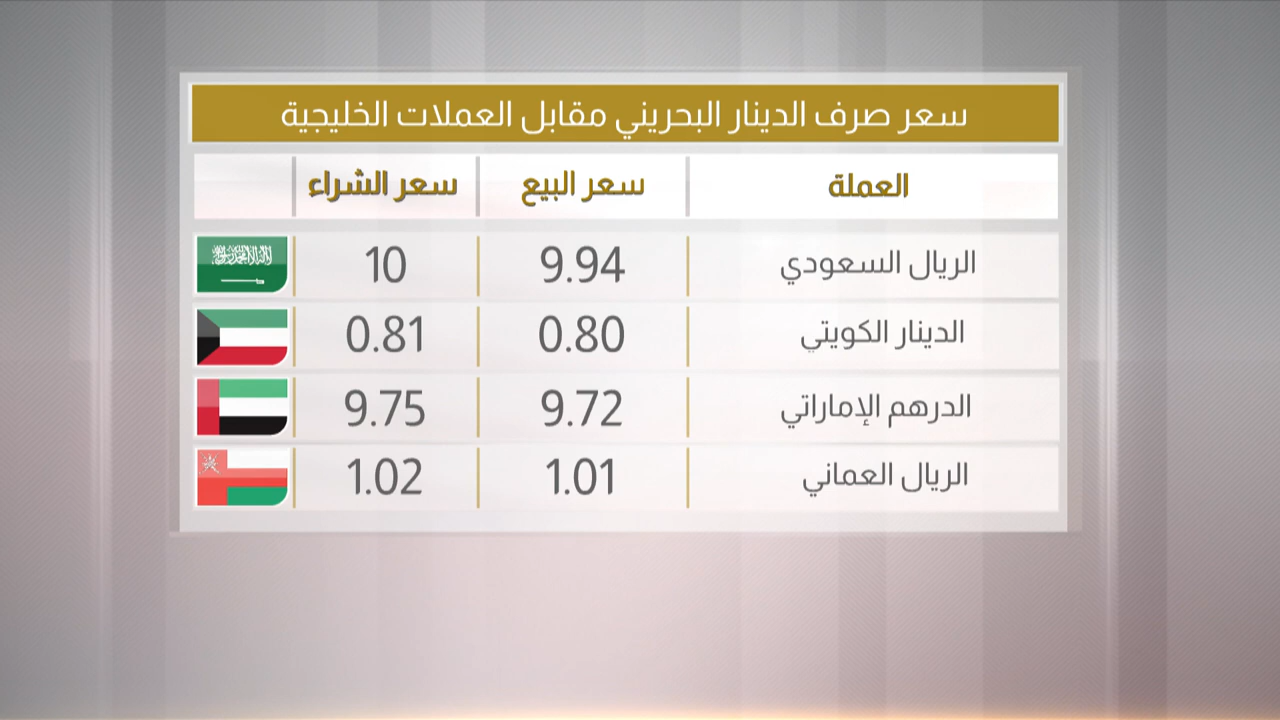 سعر صرف الدينار البحريني مقابل العملات الخليجية
العملة سعر البيع سعر الشراء
الريال السعودي 9.94 10
الدينار الكويتي 0.80 0.81
الدرهم الإماراتي 9.72 9.75
الريال العماني 1.01 1.02